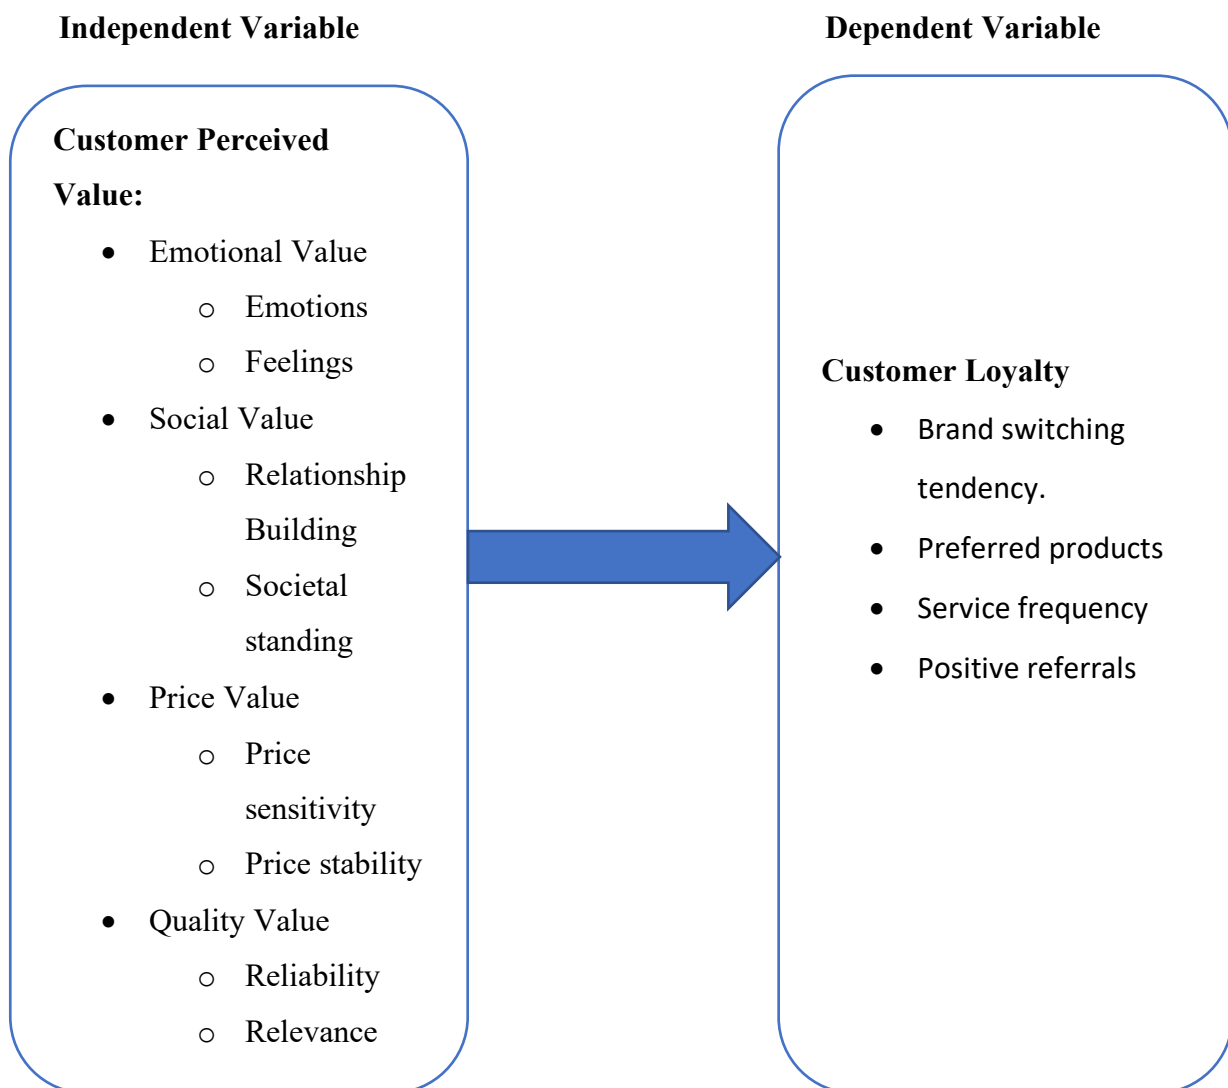 Independent Variable
Dependent Variable
Customer Perceived
Value:
• Emotional Value
o Emotions
o Feelings
• Social Value
o Relationship
Building
o Societal
standing
• Price Value
o Price
sensitivity
o Price stability
• Quality Value
o Reliability
o Relevance
Customer Loyalty
• Brand switching
tendency.
• Preferred products
• Service frequency
• Positive referrals